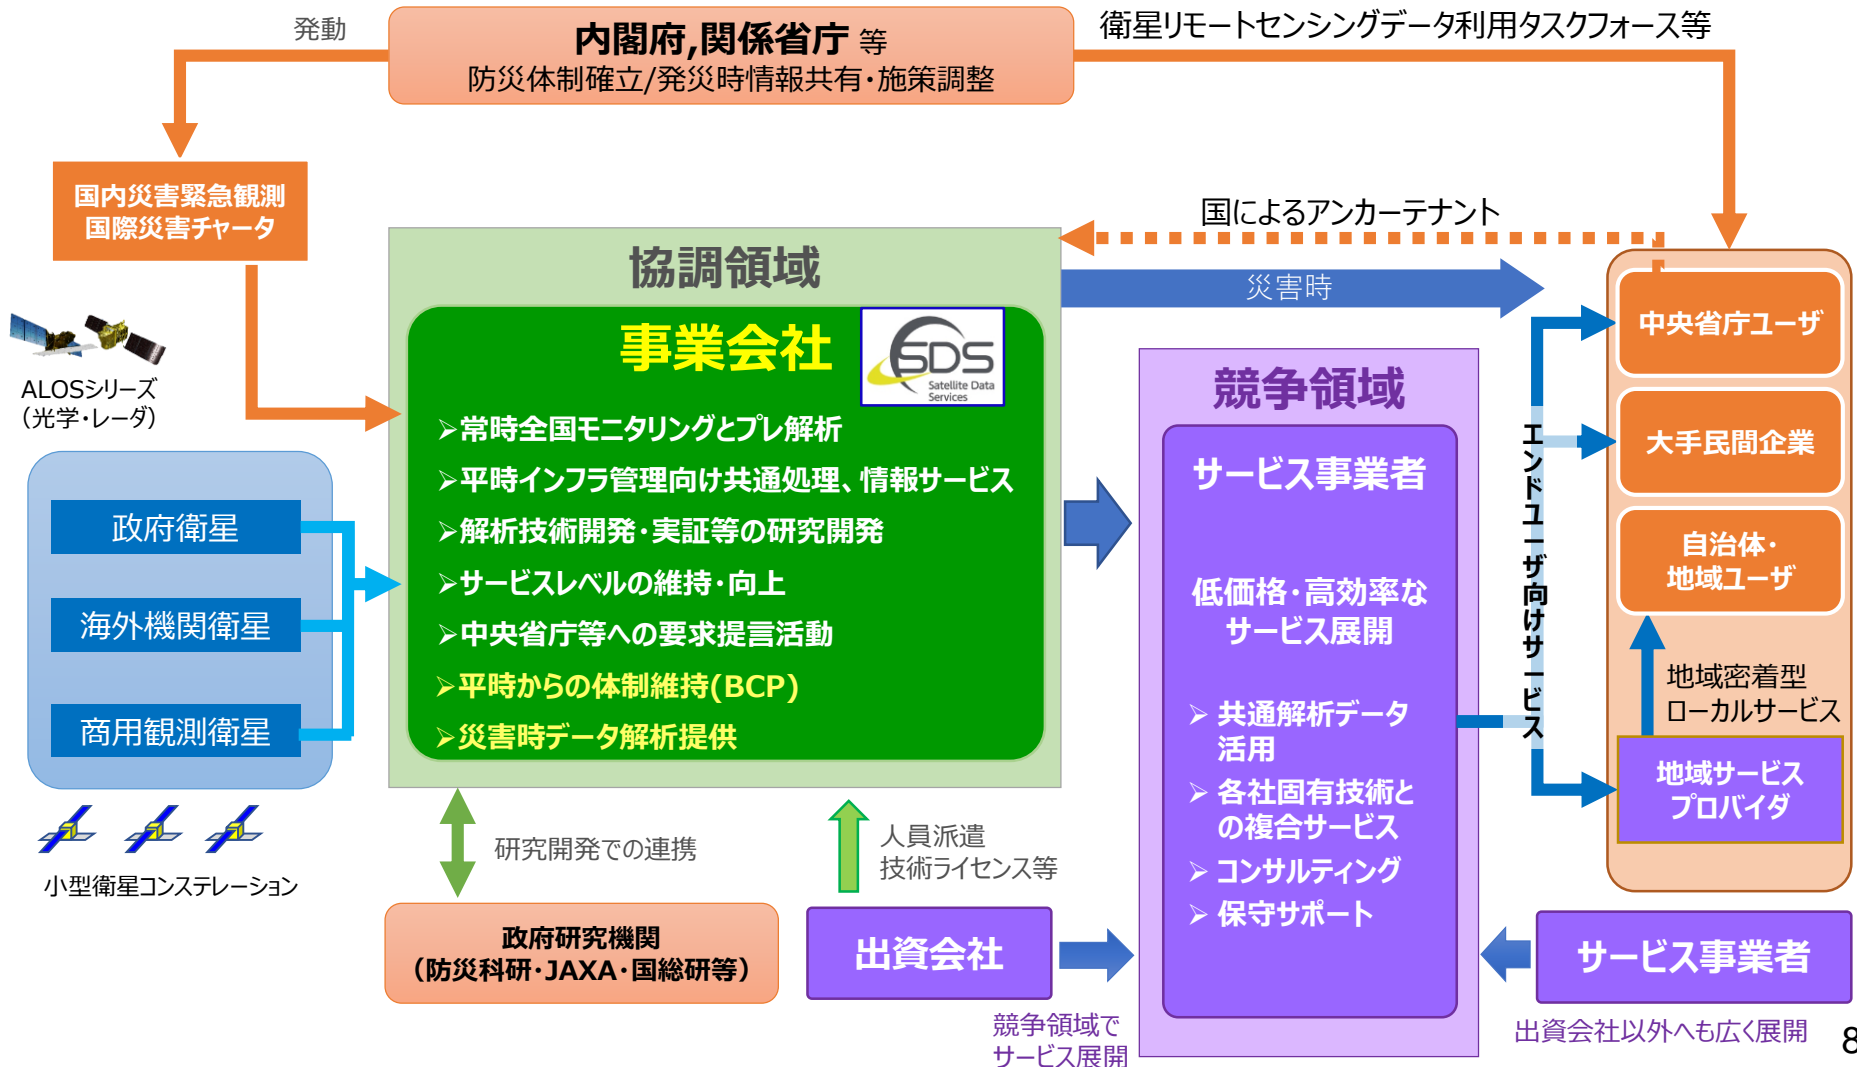 発動
内閣府,関係省庁 等
防災体制確立/発災時情報共有・施策調整
衛星リモートセンシングデータ利用タスクフォース等
国内災害緊急観測
国際災害チャータ
国によるアンカーテナント
災害時
ALOSシリーズ
(光学・レーダ)
政府衛星
海外機関衛星
商用観測衛星
小型衛星コンステレーション
協調領域
事業会社
SDS
Satellite Data
Services
➢常時全国モニタリングとプレ解析
➢平時インフラ管理向け共通処理、情報サービス
➢解析技術開発・実証等の研究開発
➢サービスレベルの維持・向上
➢中央省庁等への要求提言活動
➢平時からの体制維持(BCP)
➢災害時データ解析提供
研究開発での連携
人員派遣
技術ライセンス等
政府研究機関
(防災科研・JAXA・国総研等)
出資会社
競争領域で
サービス展開
競争領域
サービス事業者
低価格・高効率な
サービス展開
➢ 共通解析データ
活用
➢ 各社固有技術と
の複合サービス
➢ コンサルティング
➢ 保守サポート
エンドユーザ向けサービス
中央省庁ユーザ
大手民間企業
自治体・
地域ユーザ
地域密着型
ローカルサービス
地域サービス
プロバイダ
サービス事業者
出資会社以外へも広く展開
8